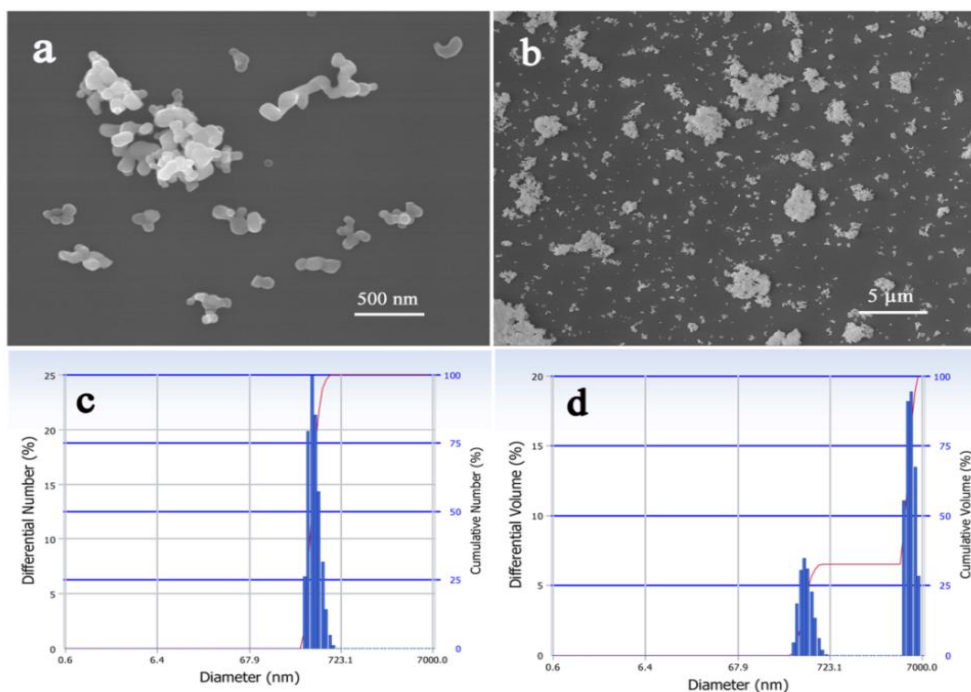 a
500 nm
b
5 µm
c
Differential Number (%)
25
20
15
10
5
0
100
75
50
25
0
Cumulative Number (%)
0.6 6.4 67.9 723.1 7000.0
Diameter (nm)
d
Differential Volume (%)
20
15
10
5
0
100
75
50
25
0
Cumulative Volume (%)
0.6 6.4 67.9 723.1 7000.0
Diameter (nm)